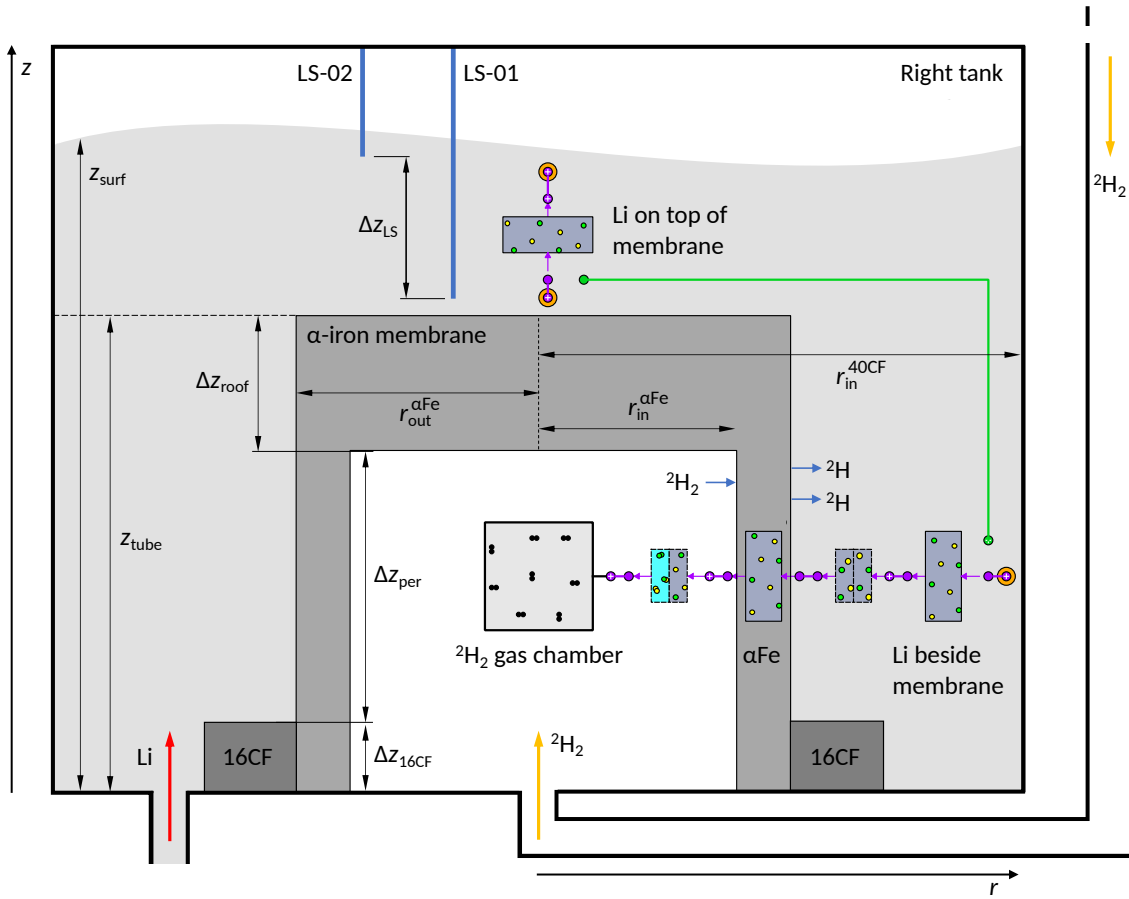 z
LS-02
LS-01
Right tank
z_surf
²H₂
Δz_LS
Li on top of
membrane
α-iron membrane
Δz_roof
r_out^αFe
r_in^αFe
r_in^40CF
²H₂
²H
²H
z_tube
Δz_per
²H₂ gas chamber
αFe
Li beside
membrane
Li
16CF
Δz_16CF
²H₂
16CF
r